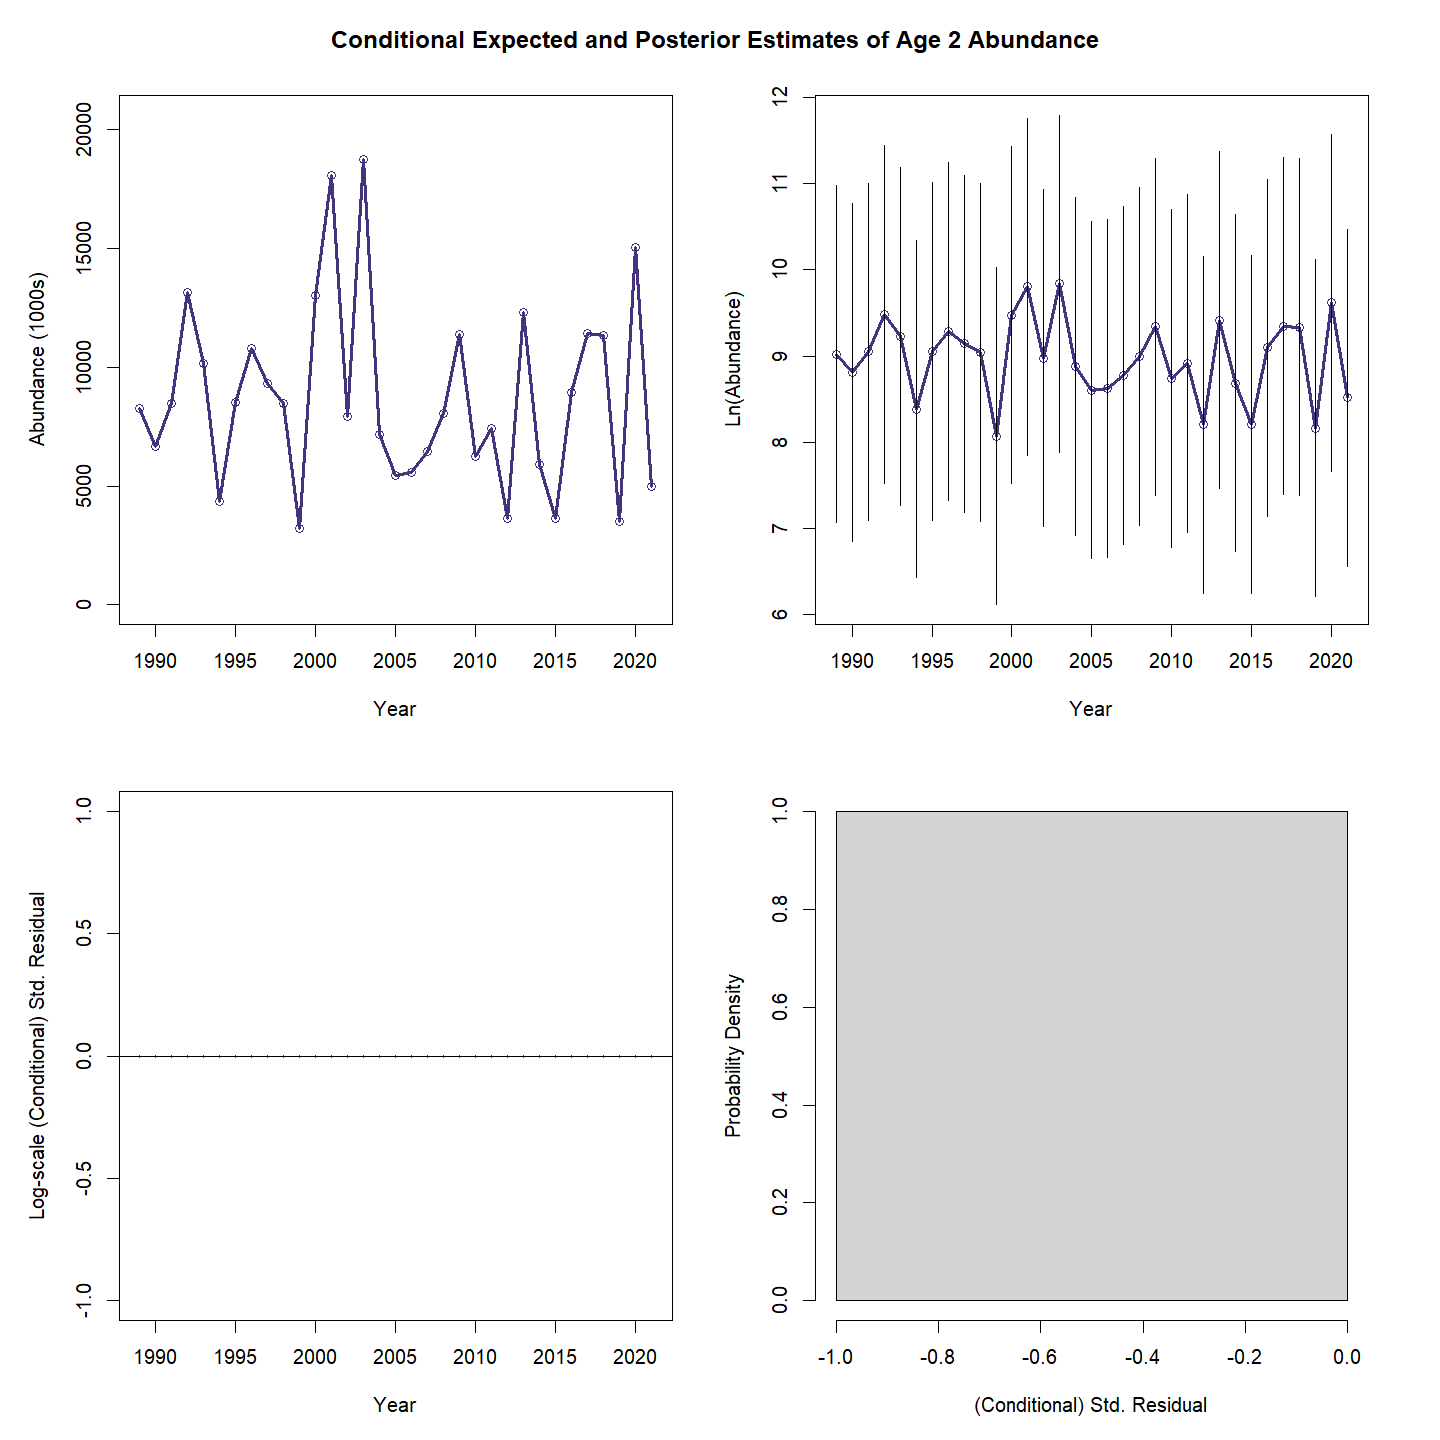 Conditional Expected and Posterior Estimates of Age 2 Abundance
Abundance (1000s)
20000
15000
10000
5000
0
1990 1995 2000 2005 2010 2015 2020
Year
Ln(Abundance)
12
11
10
9
8
7
6
1990 1995 2000 2005 2010 2015 2020
Year
Log-scale (Conditional) Std. Residual
1.0
0.5
0.0
-0.5
-1.0
1990 1995 2000 2005 2010 2015 2020
Year
Probability Density
1.0
0.8
0.6
0.4
0.2
0.0
-1.0 -0.8 -0.6 -0.4 -0.2 0.0
(Conditional) Std. Residual